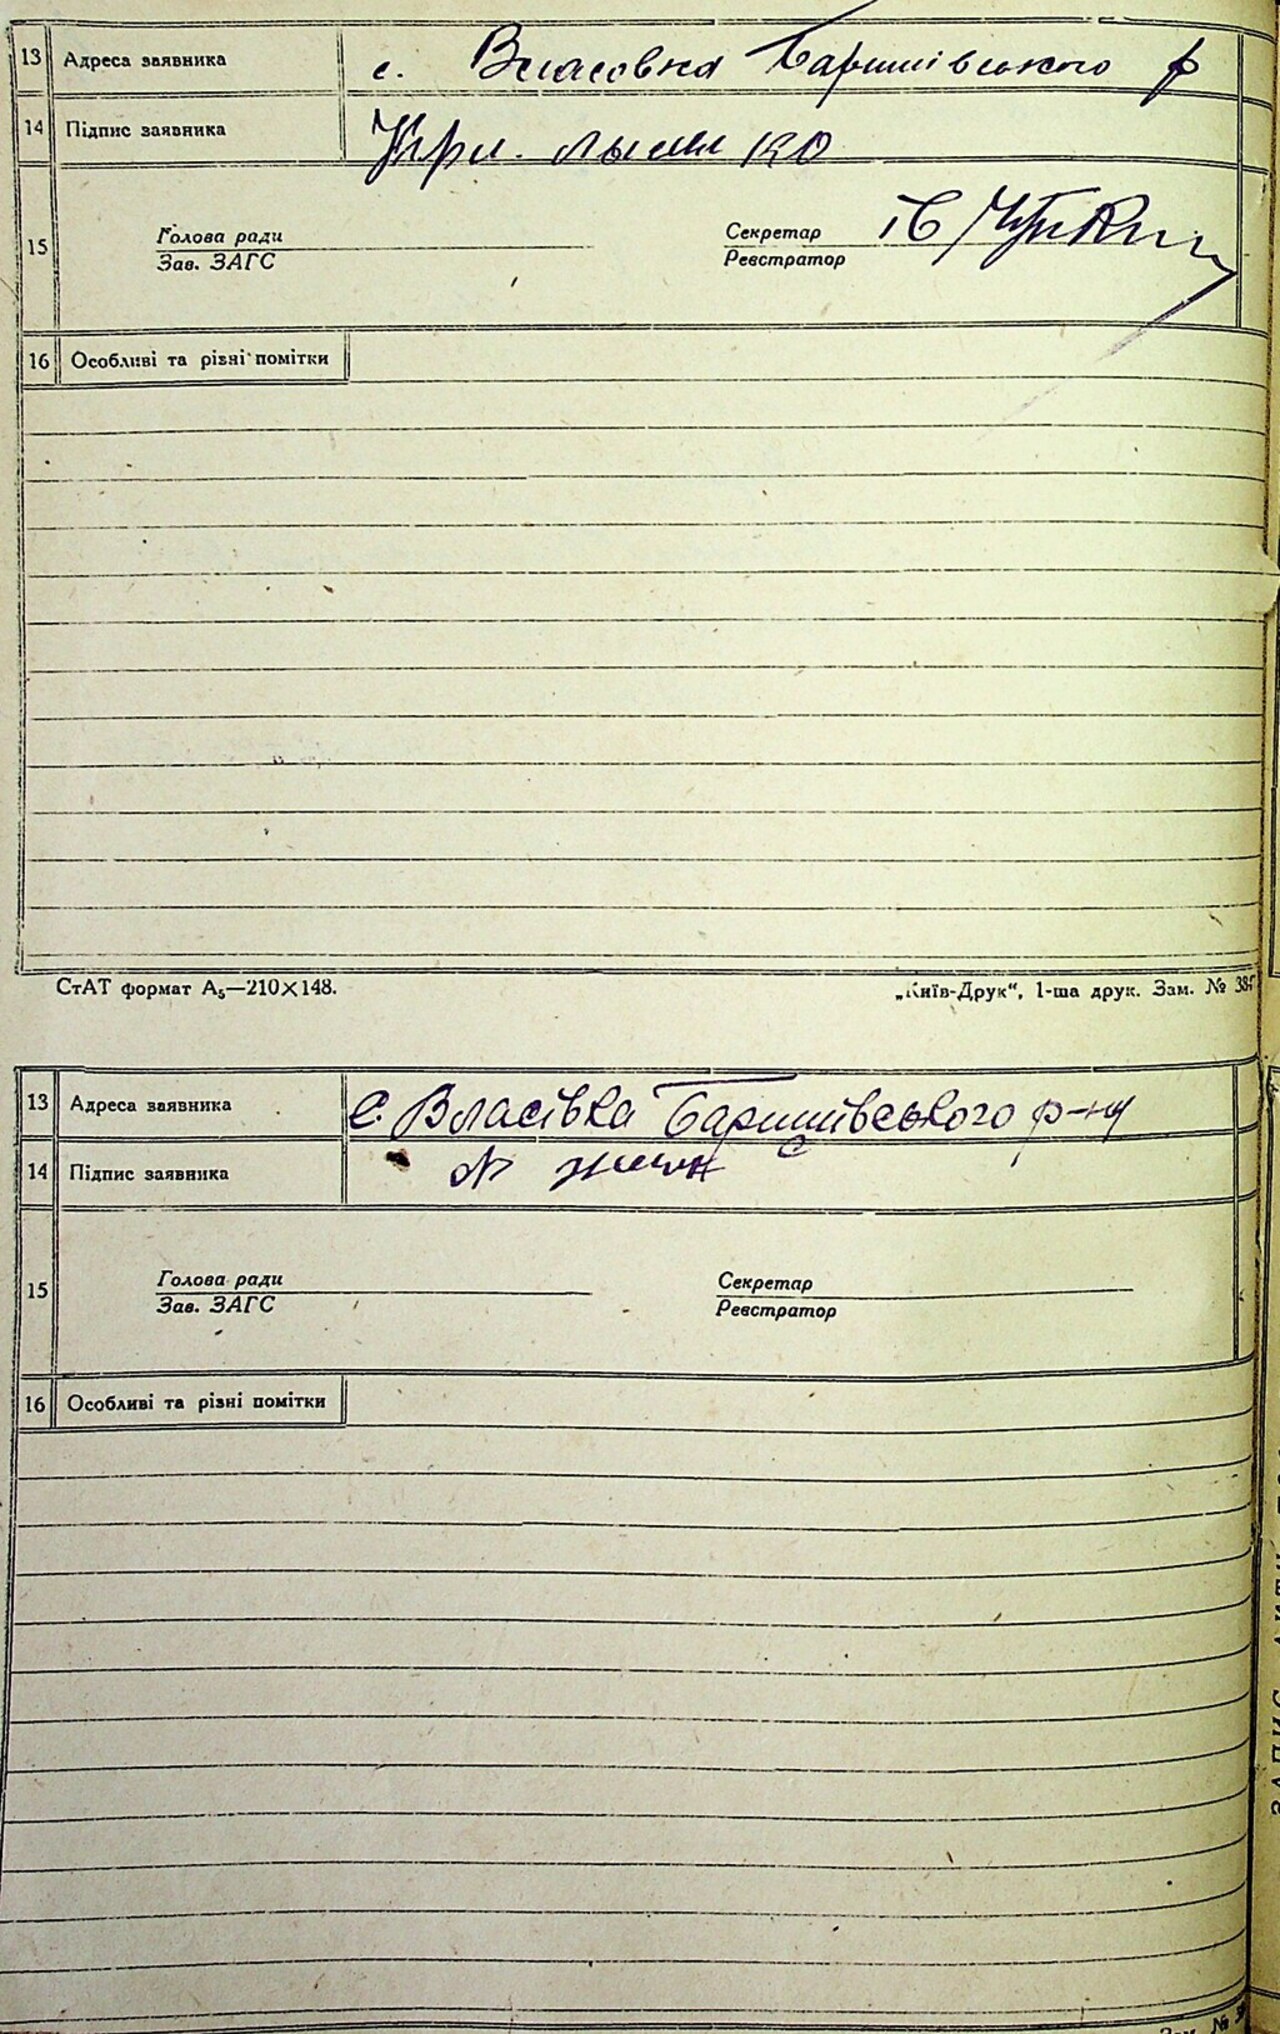 13 Адреса заявника с. Власовка Баришівського р
14 Підпис заявника
15 Голова ради Секретар
Зав. ЗАГС Реєстратор
16 Особливі та різні помітки
СтАТ формат А₅—210×148. „Київ-Друк“, 1-ша друк. Зам. №
13 Адреса заявника с. Власівка Баришівського р-ну
14 Підпис заявника
15 Голова ради Секретар
Зав. ЗАГС Реєстратор
16 Особливі та різні помітки